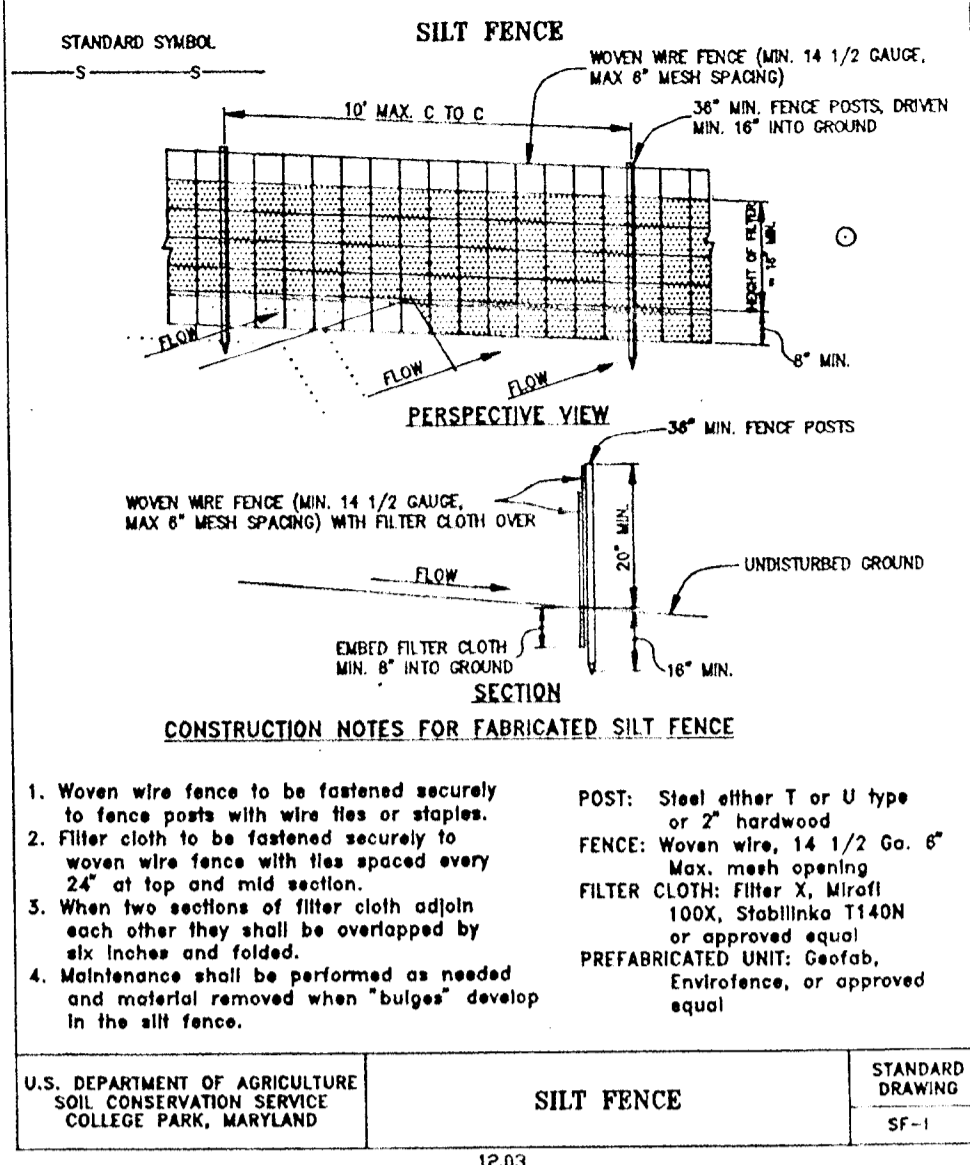 SILT FENCE
STANDARD SYMBOL
S S
WOVEN WIRE FENCE (MIN. 14 1/2 GAUGE,
MAX 6" MESH SPACING)
10' MAX. C TO C
36" MIN. FENCE POSTS, DRIVEN
MIN. 16" INTO GROUND
HEIGHT OF FILTER
= 16" MIN.
8" MIN.
FLOW
FLOW
FLOW
PERSPECTIVE VIEW
36" MIN. FENCE POSTS
WOVEN WIRE FENCE (MIN. 14 1/2 GAUGE,
MAX 6" MESH SPACING) WITH FILTER CLOTH OVER
20" MIN.
UNDISTURBED GROUND
FLOW
EMBED FILTER CLOTH
MIN. 8" INTO GROUND
16" MIN.
SECTION
CONSTRUCTION NOTES FOR FABRICATED SILT FENCE
1. Woven wire fence to be fastened securely
to fence posts with wire ties or staples.
2. Filter cloth to be fastened securely to
woven wire fence with ties spaced every
24" at top and mid section.
3. When two sections of filter cloth adjoin
each other they shall be overlapped by
six inches and folded.
4. Maintenance shall be performed as needed
and material removed when "bulges" develop
in the silt fence.
POST: Steel either T or U type
or 2" hardwood
FENCE: Woven wire, 14 1/2 Ga. 6"
Max. mesh opening
FILTER CLOTH: Filter X, Mirafi
100X, Stabilinka T140N
or approved equal
PREFABRICATED UNIT: Geofab,
Envirofence, or approved
equal
U.S. DEPARTMENT OF AGRICULTURE
SOIL CONSERVATION SERVICE
COLLEGE PARK, MARYLAND
SILT FENCE
STANDARD
DRAWING
SF-1
12.03